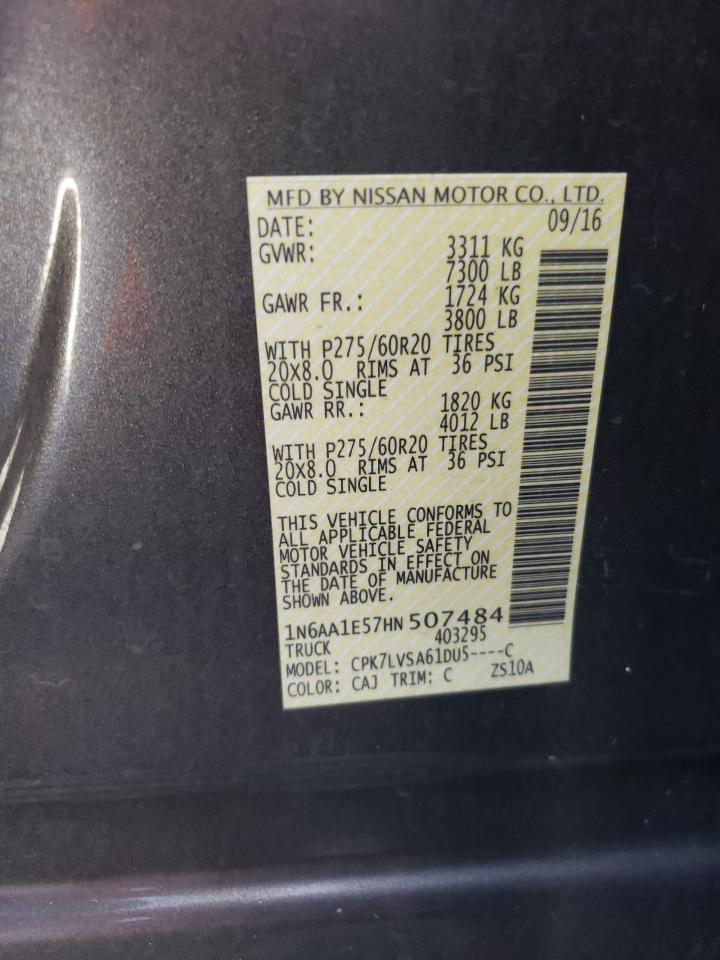 MFD BY NISSAN MOTOR CO., LTD.
DATE: 09/16
GVWR: 3311 KG
7300 LB
GAWR FR.: 1724 KG
3800 LB
WITH P275/60R20 TIRES
20X8.0 RIMS AT 36 PSI
COLD SINGLE
GAWR RR.: 1820 KG
4012 LB
WITH P275/60R20 TIRES
20X8.0 RIMS AT 36 PSI
COLD SINGLE
THIS VEHICLE CONFORMS TO
ALL APPLICABLE FEDERAL
MOTOR VEHICLE SAFETY
STANDARDS IN EFFECT ON
THE DATE OF MANUFACTURE
SHOWN ABOVE.
1N6AA1E57HN 507484
TRUCK 403295
MODEL: CPK7LVSA61DU5----C
COLOR: CAJ TRIM: C ZS10A